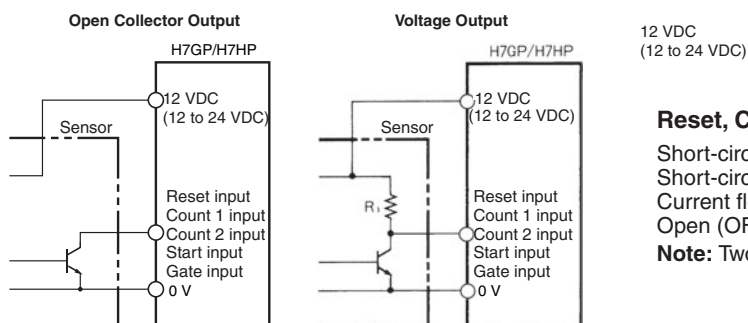 Open Collector Output
H7GP/H7HP
12 VDC
(12 to 24 VDC)
Sensor
Reset input
Count 1 input
Count 2 input
Start input
Gate input
0 V
Voltage Output
H7GP/H7HP
12 VDC
(12 to 24 VDC)
Sensor
R₁
Reset input
Count 1 input
Count 2 input
Start input
Gate input
0 V
12 VDC
(12 to 24 VDC)
Reset, C
Short-circ
Short-circ
Current fl
Open (OF
Note: Two